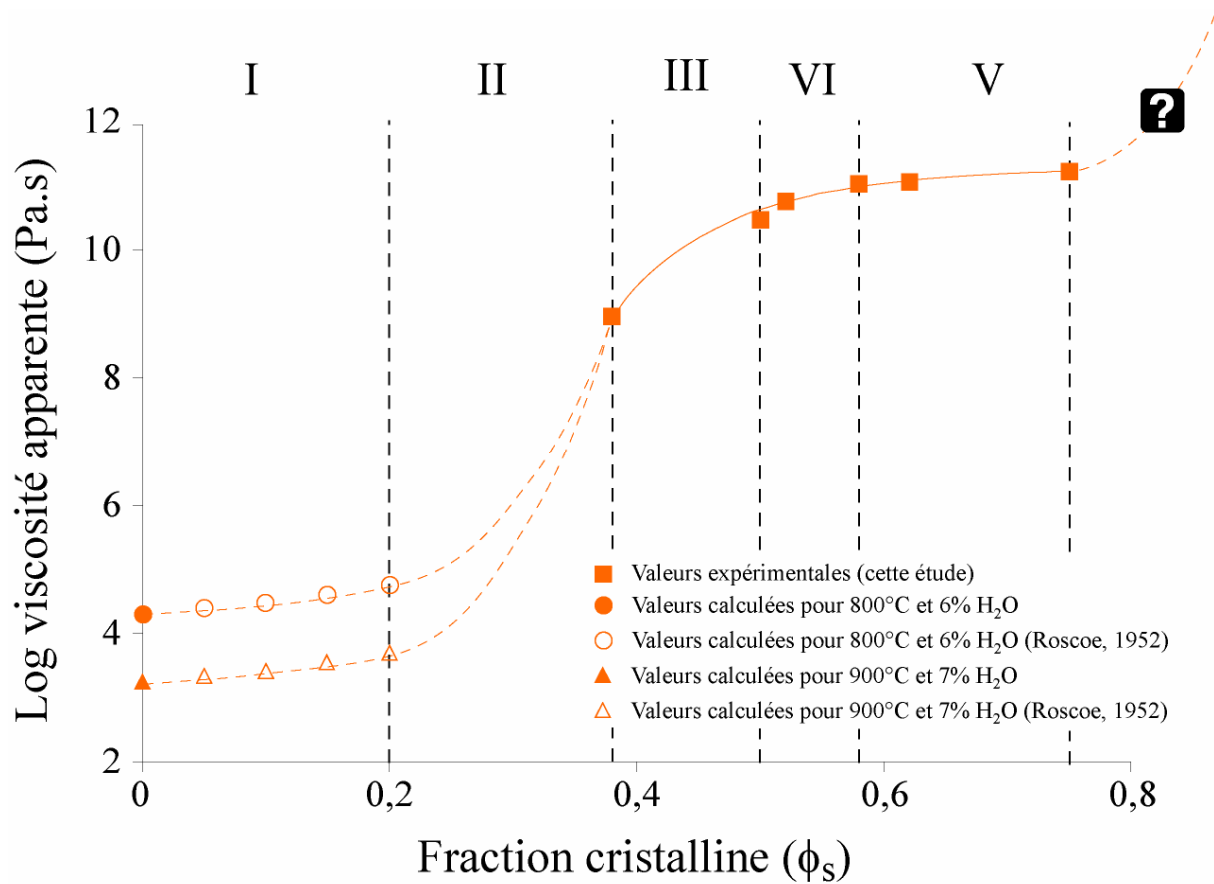 I II III VI V
?
12
10
8
6
4
2
Log viscosité apparente (Pa.s)
Valeurs expérimentales (cette étude)
Valeurs calculées pour 800°C et 6% H₂O
Valeurs calculées pour 800°C et 6% H₂O (Roscoe, 1952)
Valeurs calculées pour 900°C et 7% H₂O
Valeurs calculées pour 900°C et 7% H₂O (Roscoe, 1952)
0 0,2 0,4 0,6 0,8
Fraction cristalline (ϕₛ)